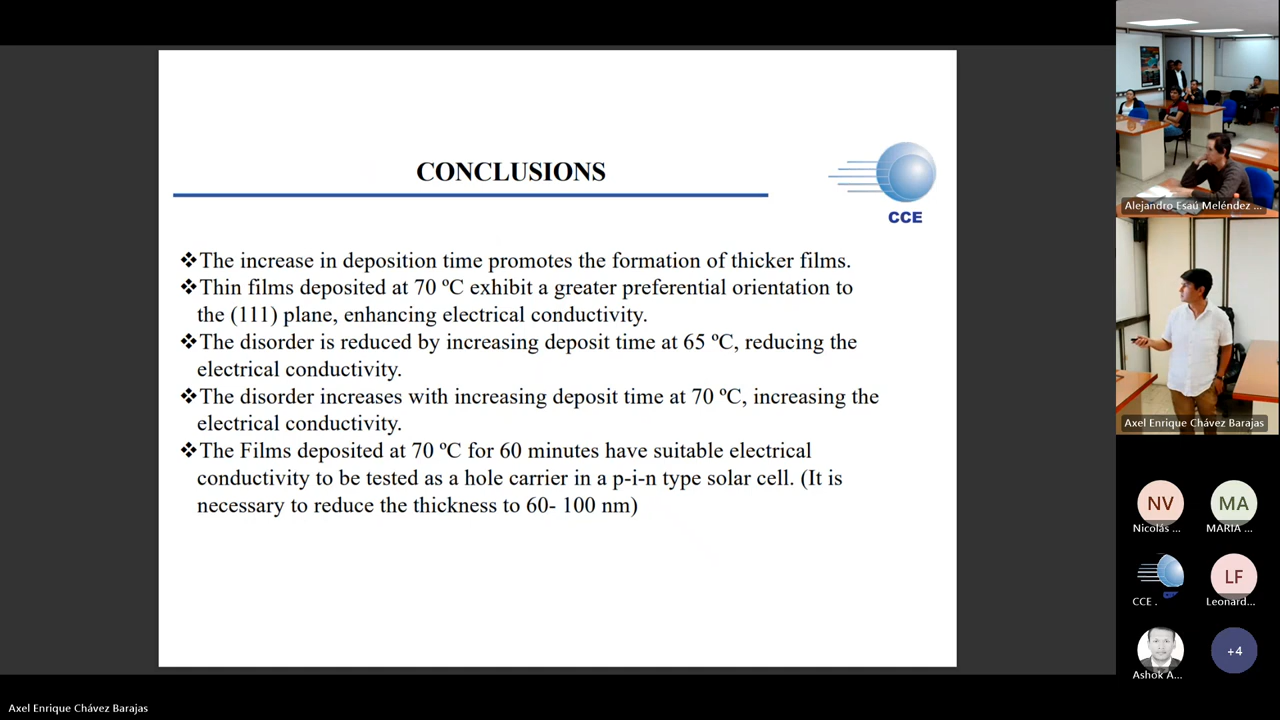 CONCLUSIONS
CCE
❖The increase in deposition time promotes the formation of thicker films.
❖Thin films deposited at 70 ºC exhibit a greater preferential orientation to
the (111) plane, enhancing electrical conductivity.
❖The disorder is reduced by increasing deposit time at 65 ºC, reducing the
electrical conductivity.
❖The disorder increases with increasing deposit time at 70 ºC, increasing the
electrical conductivity.
❖The Films deposited at 70 ºC for 60 minutes have suitable electrical
conductivity to be tested as a hole carrier in a p-i-n type solar cell. (It is
necessary to reduce the thickness to 60- 100 nm)
Alejandro Esaú Meléndez ...
Axel Enrique Chávez Barajas
NV
Nicolás ...
MA
MARIA ...
CCE .
LF
Leonard...
Ashok A...
+4
Axel Enrique Chávez Barajas